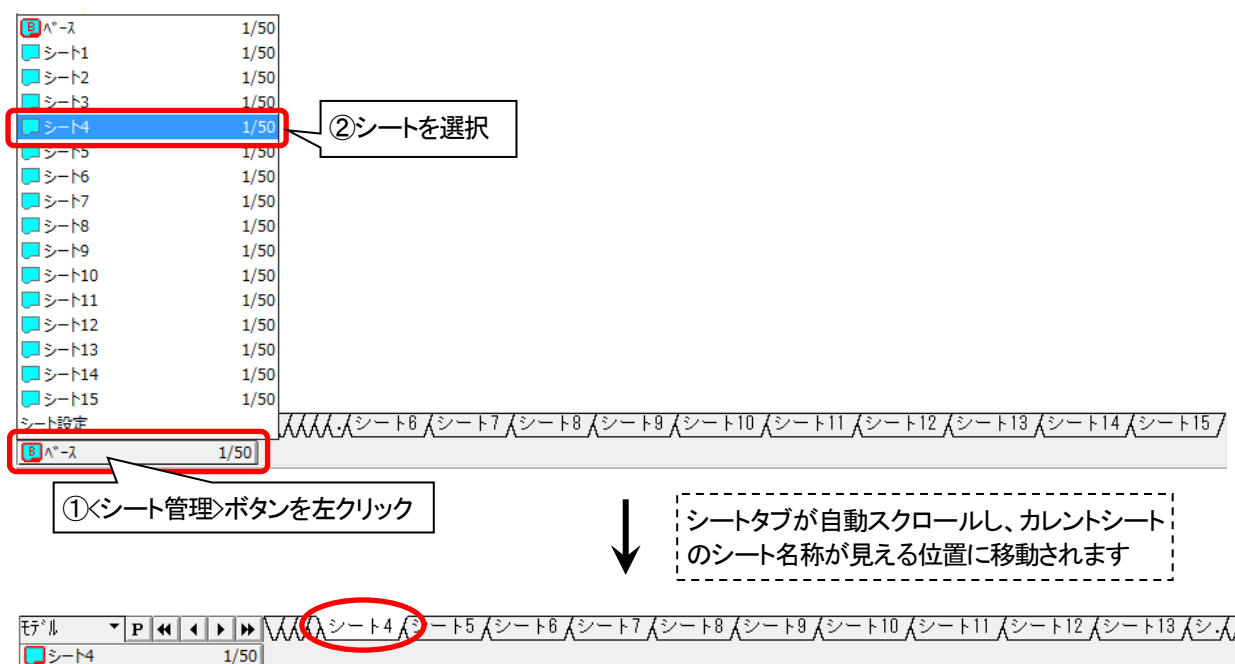 ﾍﾞｰｽ 1/50
シート1 1/50
シート2 1/50
シート3 1/50
シート4 1/50
②シートを選択
シート5 1/50
シート6 1/50
シート7 1/50
シート8 1/50
シート9 1/50
シート10 1/50
シート11 1/50
シート12 1/50
シート13 1/50
シート14 1/50
シート15 1/50
シート設定
シート6 シート7 シート8 シート9 シート10 シート11 シート12 シート13 シート14 シート15
ﾍﾞｰｽ 1/50
①<シート管理>ボタンを左クリック
シートタブが自動スクロールし、カレントシート
のシート名称が見える位置に移動されます
ﾓﾃﾞﾙ P シート4 シート5 シート6 シート7 シート8 シート9 シート10 シート11 シート12 シート13 シ.
シート4 1/50